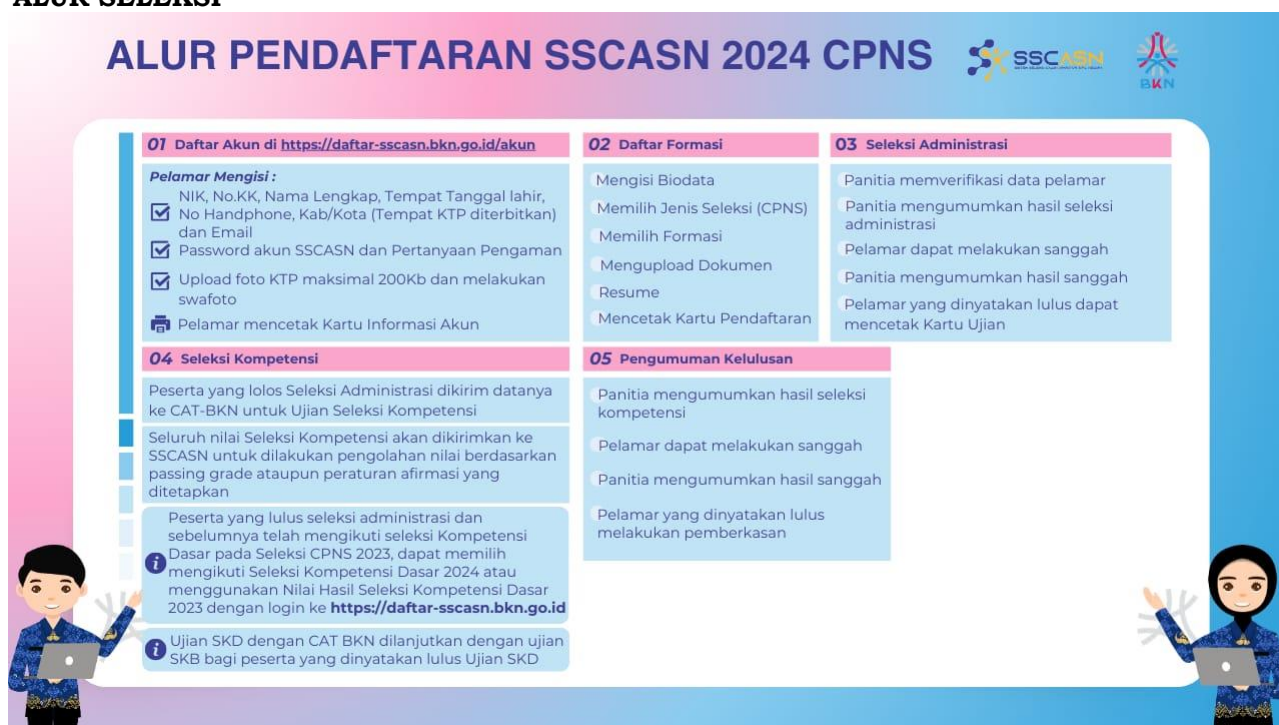 ALUR SELEKSI
ALUR PENDAFTARAN SSCASN 2024 CPNS
SSCASN
BKN
01 Daftar Akun di https://daftar-sscasn.bkn.go.id/akun
Pelamar Mengisi :
NIK, No.KK, Nama Lengkap, Tempat Tanggal lahir,
No Handphone, Kab/Kota (Tempat KTP diterbitkan)
dan Email
Password akun SSCASN dan Pertanyaan Pengaman
Upload foto KTP maksimal 200Kb dan melakukan
swafoto
Pelamar mencetak Kartu Informasi Akun
02 Daftar Formasi
Mengisi Biodata
Memilih Jenis Seleksi (CPNS)
Memilih Formasi
Mengupload Dokumen
Resume
Mencetak Kartu Pendaftaran
03 Seleksi Administrasi
Panitia memverifikasi data pelamar
Panitia mengumumkan hasil seleksi
administrasi
Pelamar dapat melakukan sanggah
Panitia mengumumkan hasil sanggah
Pelamar yang dinyatakan lulus dapat
mencetak Kartu Ujian
04 Seleksi Kompetensi
Peserta yang lolos Seleksi Administrasi dikirim datanya
ke CAT-BKN untuk Ujian Seleksi Kompetensi
Seluruh nilai Seleksi Kompetensi akan dikirimkan ke
SSCASN untuk dilakukan pengolahan nilai berdasarkan
passing grade ataupun peraturan afirmasi yang
ditetapkan
Peserta yang lulus seleksi administrasi dan
sebelumnya telah mengikuti seleksi Kompetensi
Dasar pada Seleksi CPNS 2023, dapat memilih
mengikuti Seleksi Kompetensi Dasar 2024 atau
menggunakan Nilai Hasil Seleksi Kompetensi Dasar
2023 dengan login ke https://daftar-sscasn.bkn.go.id
Ujian SKD dengan CAT BKN dilanjutkan dengan ujian
SKB bagi peserta yang dinyatakan lulus Ujian SKD
05 Pengumuman Kelulusan
Panitia mengumumkan hasil seleksi
kompetensi
Pelamar dapat melakukan sanggah
Panitia mengumumkan hasil sanggah
Pelamar yang dinyatakan lulus
melakukan pemberkasan